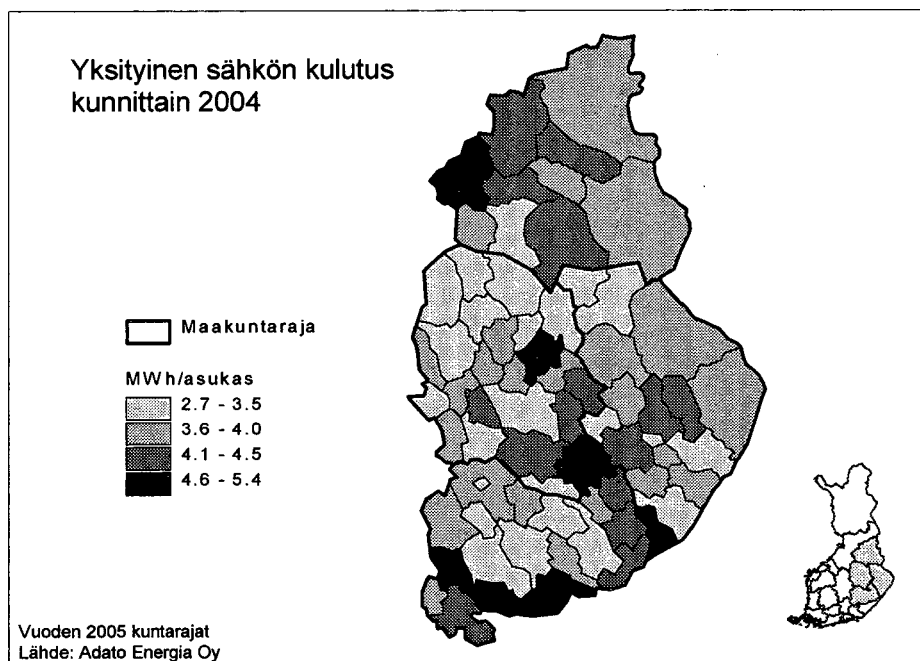 Yksityinen sähkön kulutus
kunnittain 2004
Maakuntaraja
MWh/asukas
2.7 - 3.5
3.6 - 4.0
4.1 - 4.5
4.6 - 5.4
Vuoden 2005 kuntarajat
Lähde: Adato Energia Oy